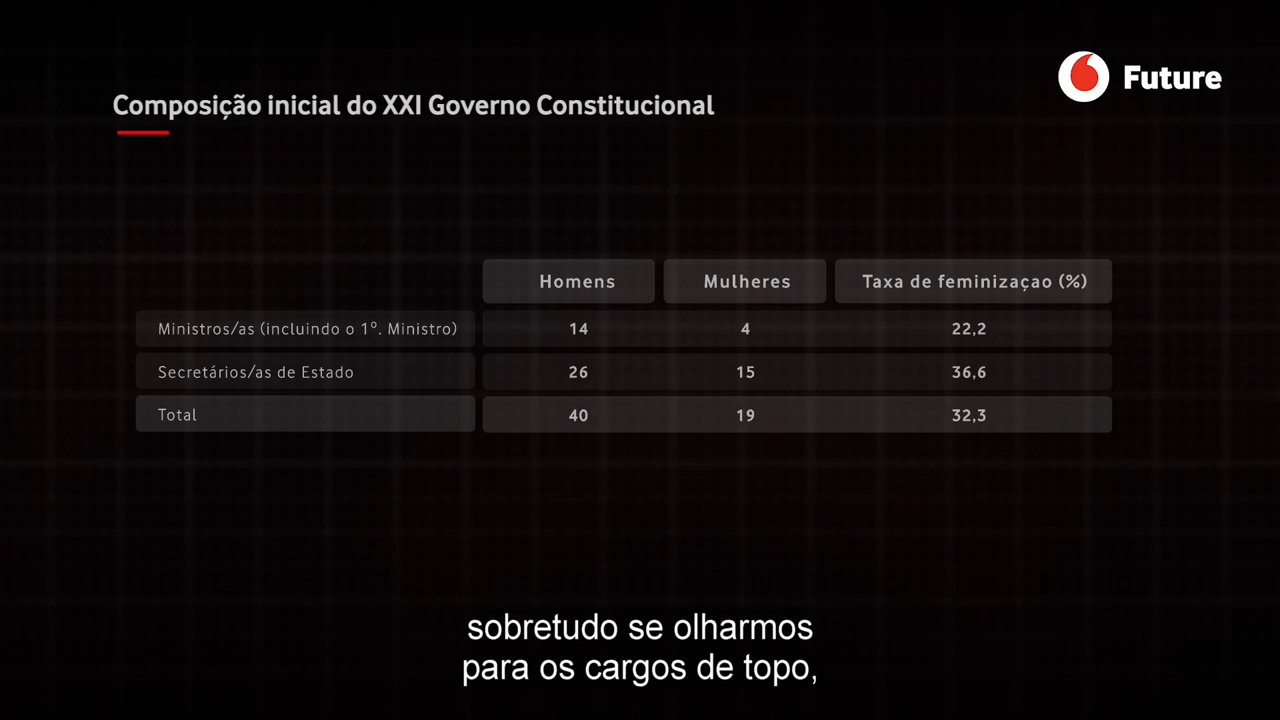 Future
Composição inicial do XXI Governo Constitucional
Homens Mulheres Taxa de feminizaçao (%)
Ministros/as (incluindo o 1º. Ministro) 14 4 22,2
Secretários/as de Estado 26 15 36,6
Total 40 19 32,3
sobretudo se olharmos
para os cargos de topo,